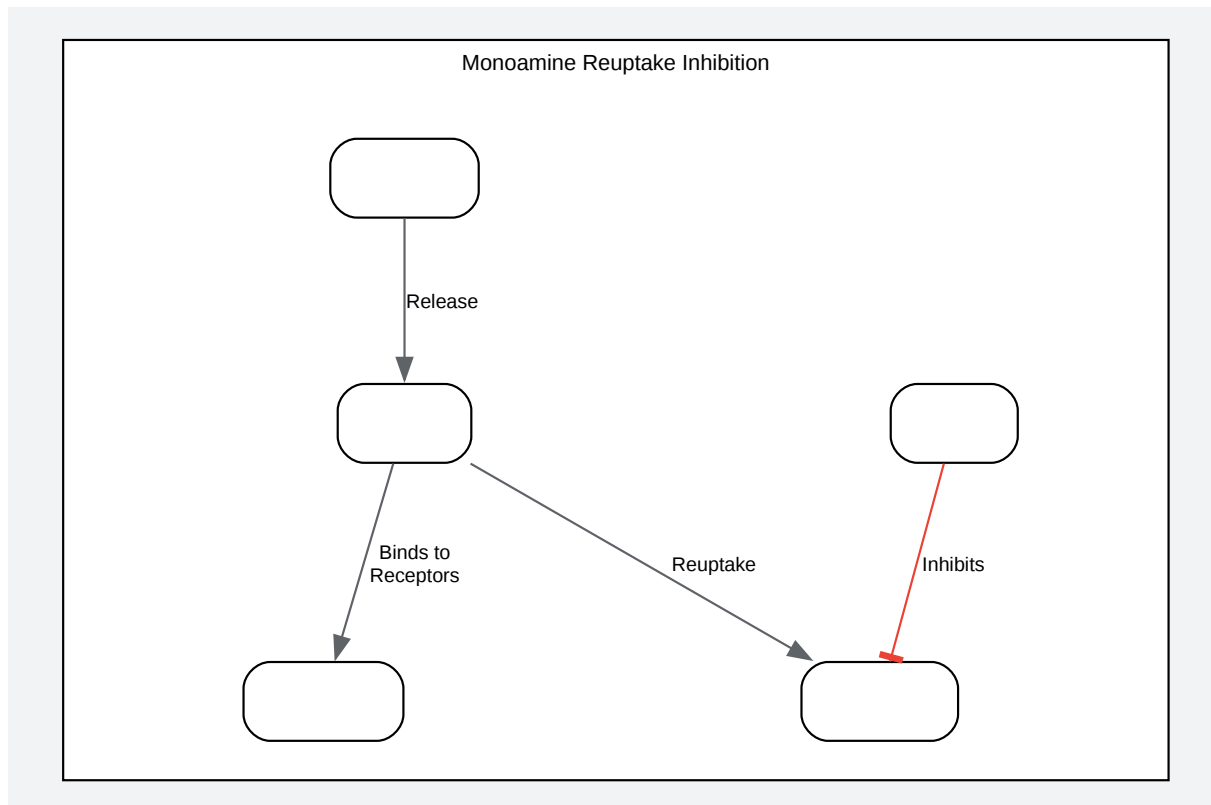 Monoamine Reuptake Inhibition
Release
Binds to
Receptors
Reuptake
Inhibits